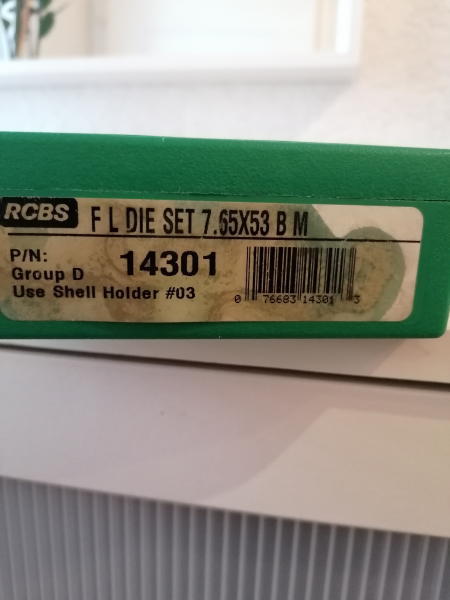 RCBS F L DIE SET 7.65X53 B M
P/N: 14301
Group D
Use Shell Holder #03
0 76683 14301 3